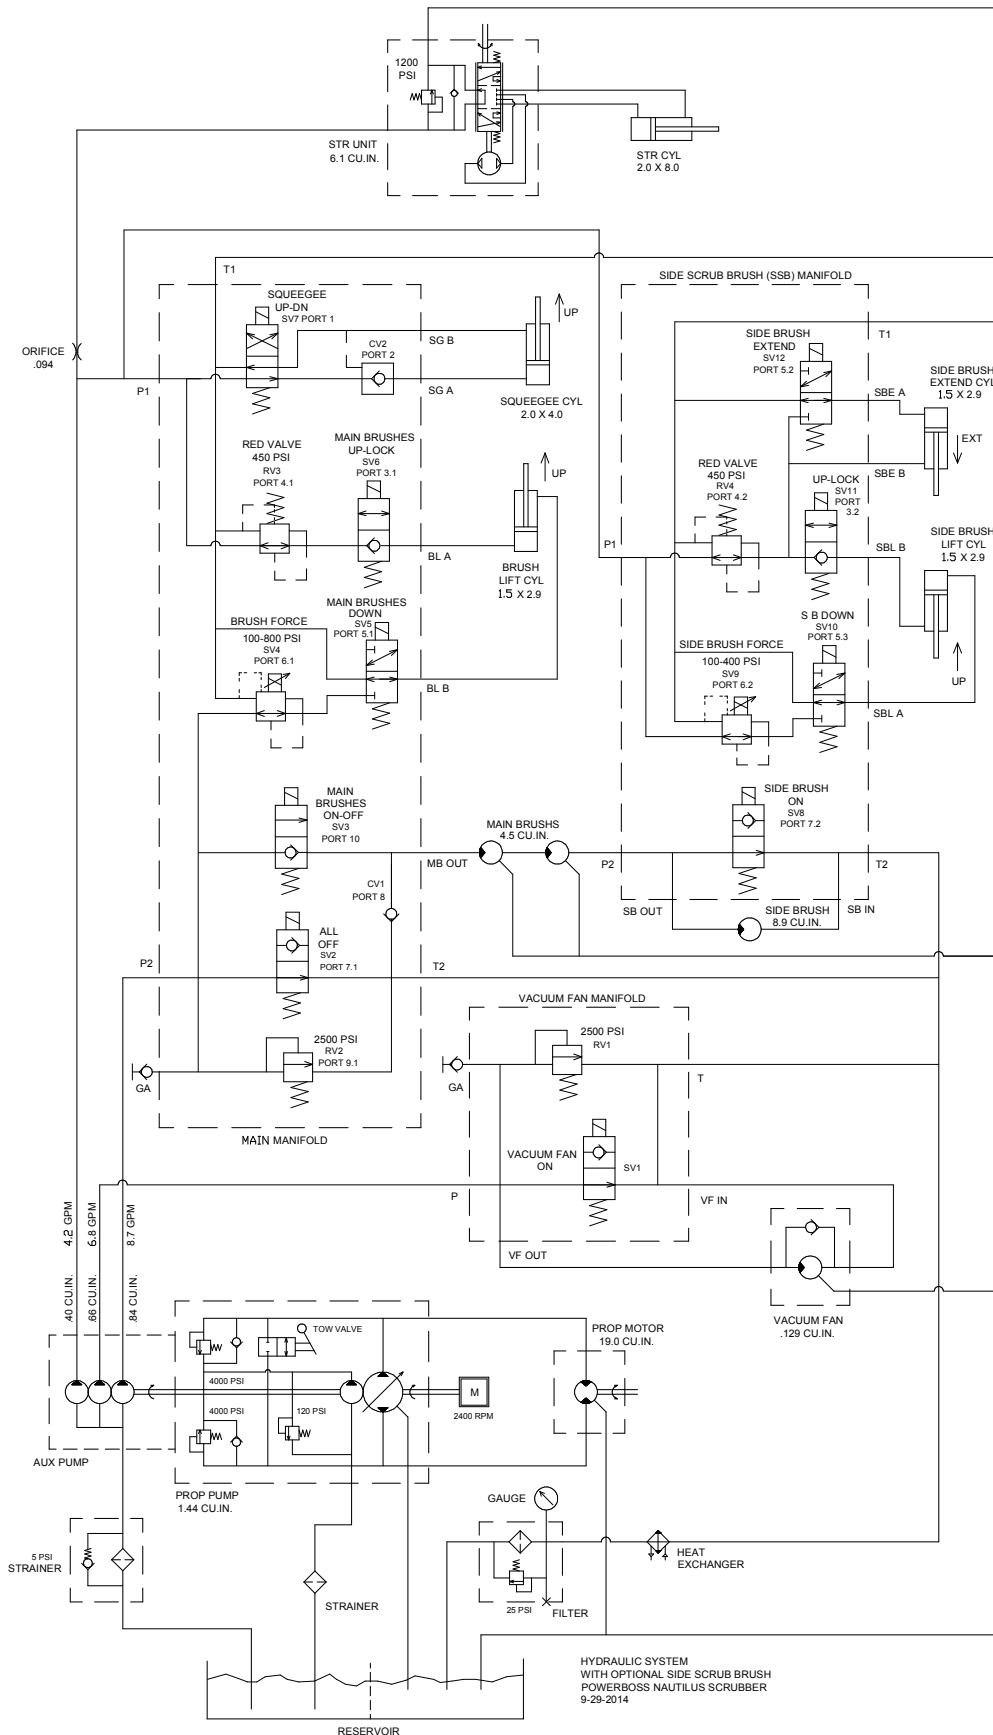 1200
PSI
STR UNIT
6.1 CU.IN.
STR CYL
2.0 X 8.0
T1
SQUEEGEE
UP-DN
SV7 PORT 1
CV2
PORT 2
SG B
SG A
UP
SQUEEGEE CYL
2.0 X 4.0
ORIFICE
.094
P1
RED VALVE
450 PSI
RV3
PORT 4.1
MAIN BRUSHES
UP-LOCK
SV6
PORT 3.1
BL A
UP
BRUSH
LIFT CYL
1.5 X 2.9
BRUSH FORCE
100-800 PSI
SV4
PORT 6.1
MAIN BRUSHES
DOWN
SV5
PORT 5.1
BL B
MAIN
BRUSHES
ON-OFF
SV3
PORT 10
MB OUT
CV1
PORT 8
ALL
OFF
SV2
PORT 7.1
P2
T2
2500 PSI
RV2
PORT 9.1
GA
MAIN MANIFOLD
SIDE SCRUB BRUSH (SSB) MANIFOLD
SIDE BRUSH
EXTEND
SV12
PORT 5.2
T1
SBE A
SIDE BRUSH
EXTEND CYL
1.5 X 2.9
EXT
SBE B
RED VALVE
450 PSI
RV4
PORT 4.2
UP-LOCK
SV11
PORT
3.2
P1
SBL B
SIDE BRUSH
LIFT CYL
1.5 X 2.9
UP
SIDE BRUSH FORCE
100-400 PSI
SV9
PORT 6.2
S B DOWN
SV10
PORT 5.3
SBL A
SIDE BRUSH
ON
SV8
PORT 7.2
MAIN BRUSHS
4.5 CU.IN.
P2
T2
SB OUT
SB IN
SIDE BRUSH
8.9 CU.IN.
VACUUM FAN MANIFOLD
2500 PSI
RV1
GA
T
VACUUM FAN
ON
SV1
P
VF IN
VF OUT
VACUUM FAN
.129 CU.IN.
4.2 GPM
6.8 GPM
8.7 GPM
.40 CU.IN.
.66 CU.IN.
.84 CU.IN.
TOW VALVE
4000 PSI
4000 PSI
120 PSI
M
2400 RPM
PROP MOTOR
19.0 CU.IN.
AUX PUMP
PROP PUMP
1.44 CU.IN.
5 PSI
STRAINER
STRAINER
GAUGE
25 PSI
FILTER
HEAT
EXCHANGER
RESERVOIR
HYDRAULIC SYSTEM
WITH OPTIONAL SIDE SCRUB BRUSH
POWERBOSS NAUTILUS SCRUBBER
9-29-2014